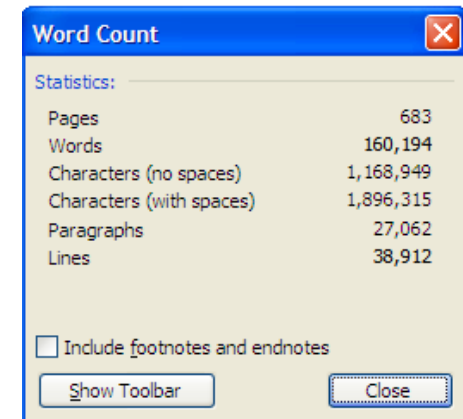 Word Count
Statistics:
Pages 683
Words 160,194
Characters (no spaces) 1,168,949
Characters (with spaces) 1,896,315
Paragraphs 27,062
Lines 38,912
Include footnotes and endnotes
Show Toolbar Close